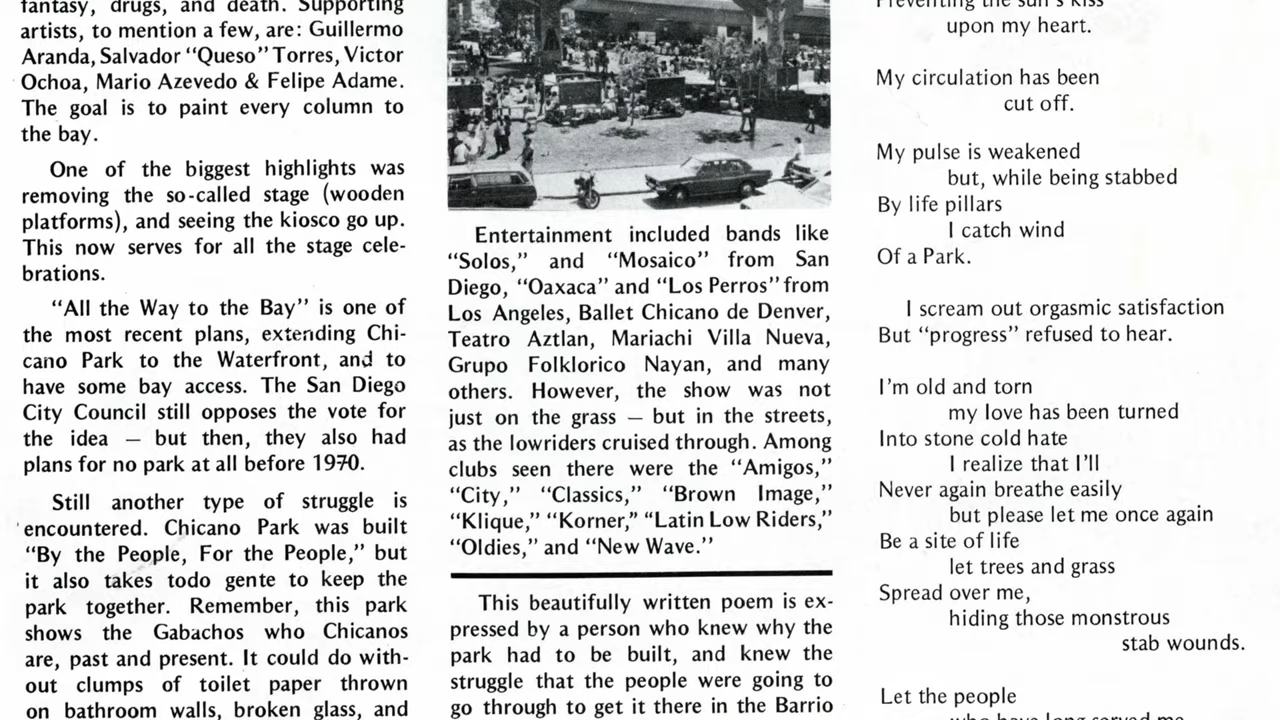 fantasy, drugs, and death. Supporting
artists, to mention a few, are: Guillermo
Aranda, Salvador "Queso" Torres, Victor
Ochoa, Mario Azevedo & Felipe Adame.
The goal is to paint every column to
the bay.
One of the biggest highlights was
removing the so-called stage (wooden
platforms), and seeing the kiosco go up.
This now serves for all the stage cele-
brations.
"All the Way to the Bay" is one of
the most recent plans, extending Chi-
cano Park to the Waterfront, and to
have some bay access. The San Diego
City Council still opposes the vote for
the idea — but then, they also had
plans for no park at all before 1970.
Still another type of struggle is
encountered. Chicano Park was built
"By the People, For the People," but
it also takes todo gente to keep the
park together. Remember, this park
shows the Gabachos who Chicanos
are, past and present. It could do with-
out clumps of toilet paper thrown
on bathroom walls, broken glass, and
Entertainment included bands like
"Solos," and "Mosaico" from San
Diego, "Oaxaca" and "Los Perros" from
Los Angeles, Ballet Chicano de Denver,
Teatro Aztlan, Mariachi Villa Nueva,
Grupo Folklorico Nayan, and many
others. However, the show was not
just on the grass — but in the streets,
as the lowriders cruised through. Among
clubs seen there were the "Amigos,"
"City," "Classics," "Brown Image,"
"Klique," "Korner," "Latin Low Riders,"
"Oldies," and "New Wave."
This beautifully written poem is ex-
pressed by a person who knew why the
park had to be built, and knew the
struggle that the people were going to
go through to get it there in the Barrio
Preventing the sun's kiss
upon my heart.
My circulation has been
cut off.
My pulse is weakened
but, while being stabbed
By life pillars
I catch wind
Of a Park.
I scream out orgasmic satisfaction
But "progress" refused to hear.
I'm old and torn
my love has been turned
Into stone cold hate
I realize that I'll
Never again breathe easily
but please let me once again
Be a site of life
let trees and grass
Spread over me,
hiding those monstrous
stab wounds.
Let the people
who have long served me